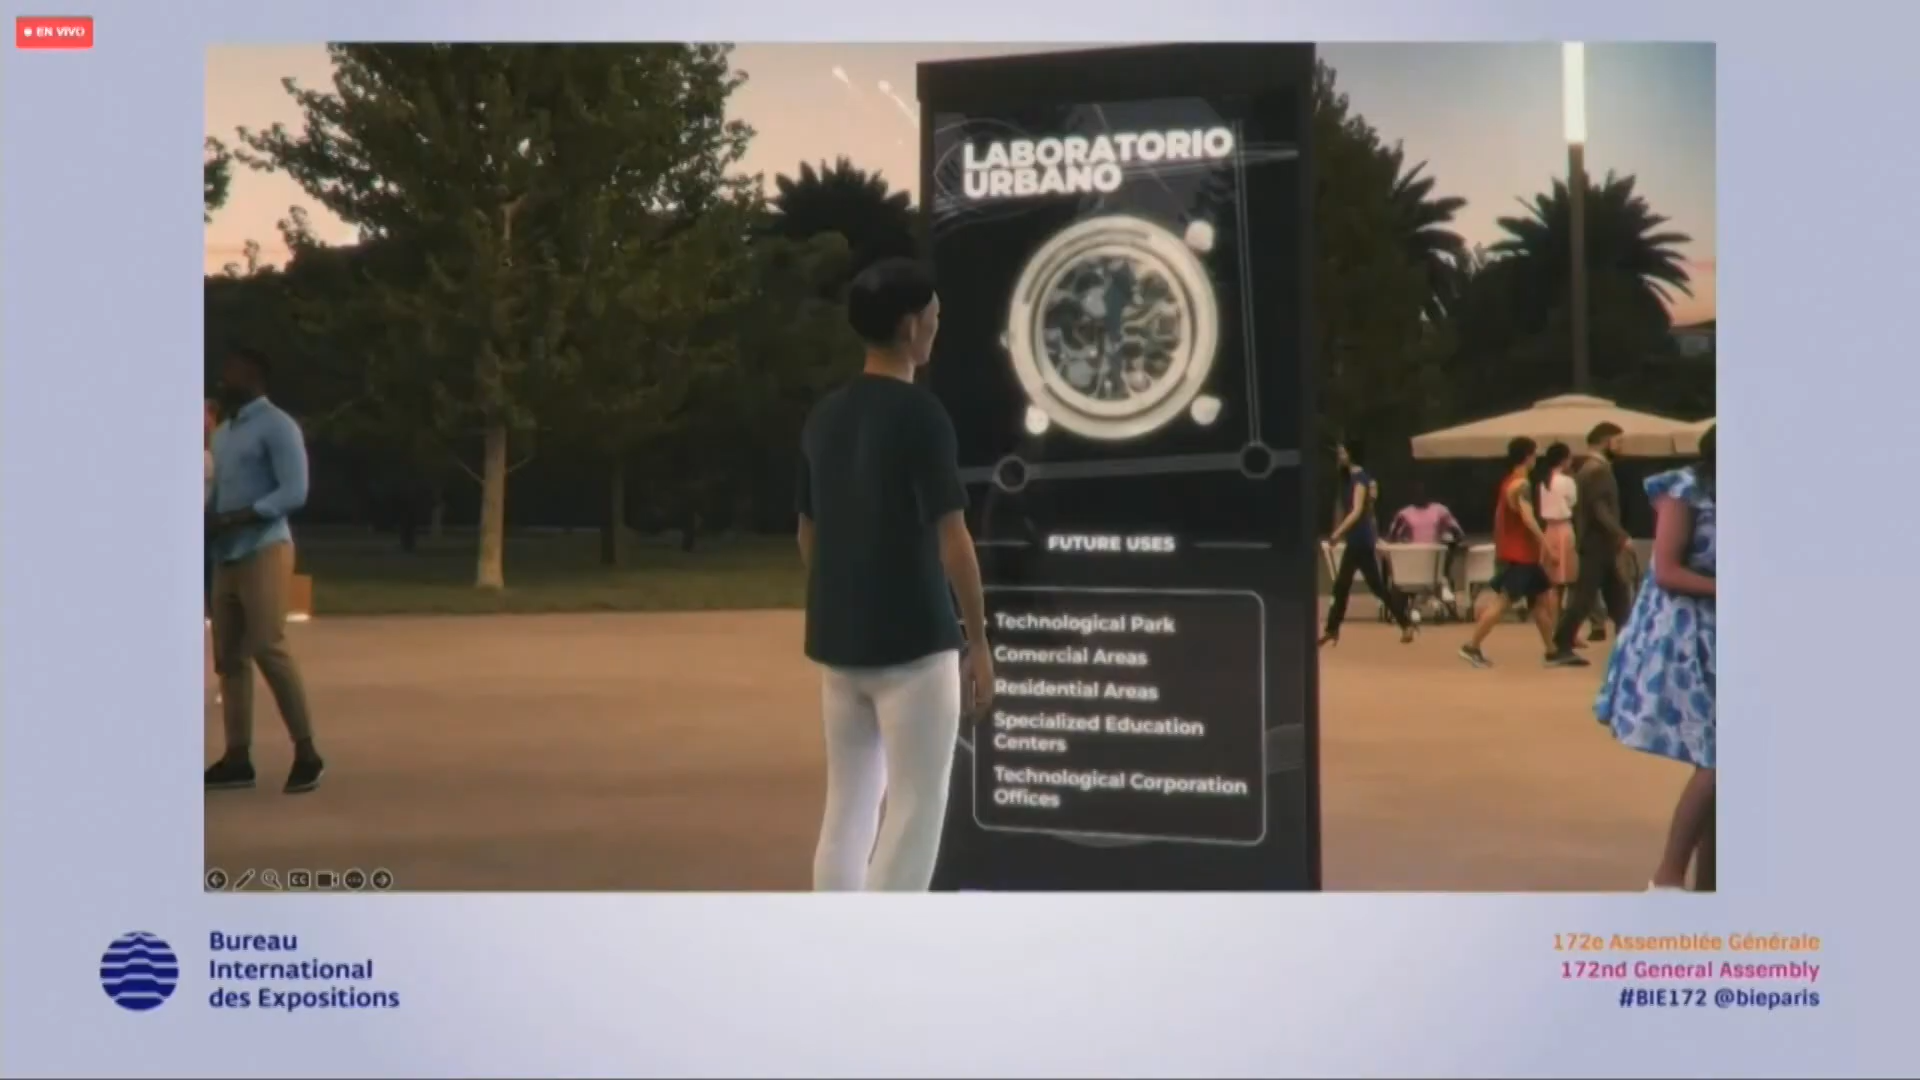 EN VIVO
LABORATORIO
URBANO
FUTURE USES
Technological Park
Comercial Areas
Residential Areas
Specialized Education
Centers
Technological Corporation
Offices
CC
Bureau
International
des Expositions
172e Assemblée Générale
172nd General Assembly
#BIE172 @bieparis